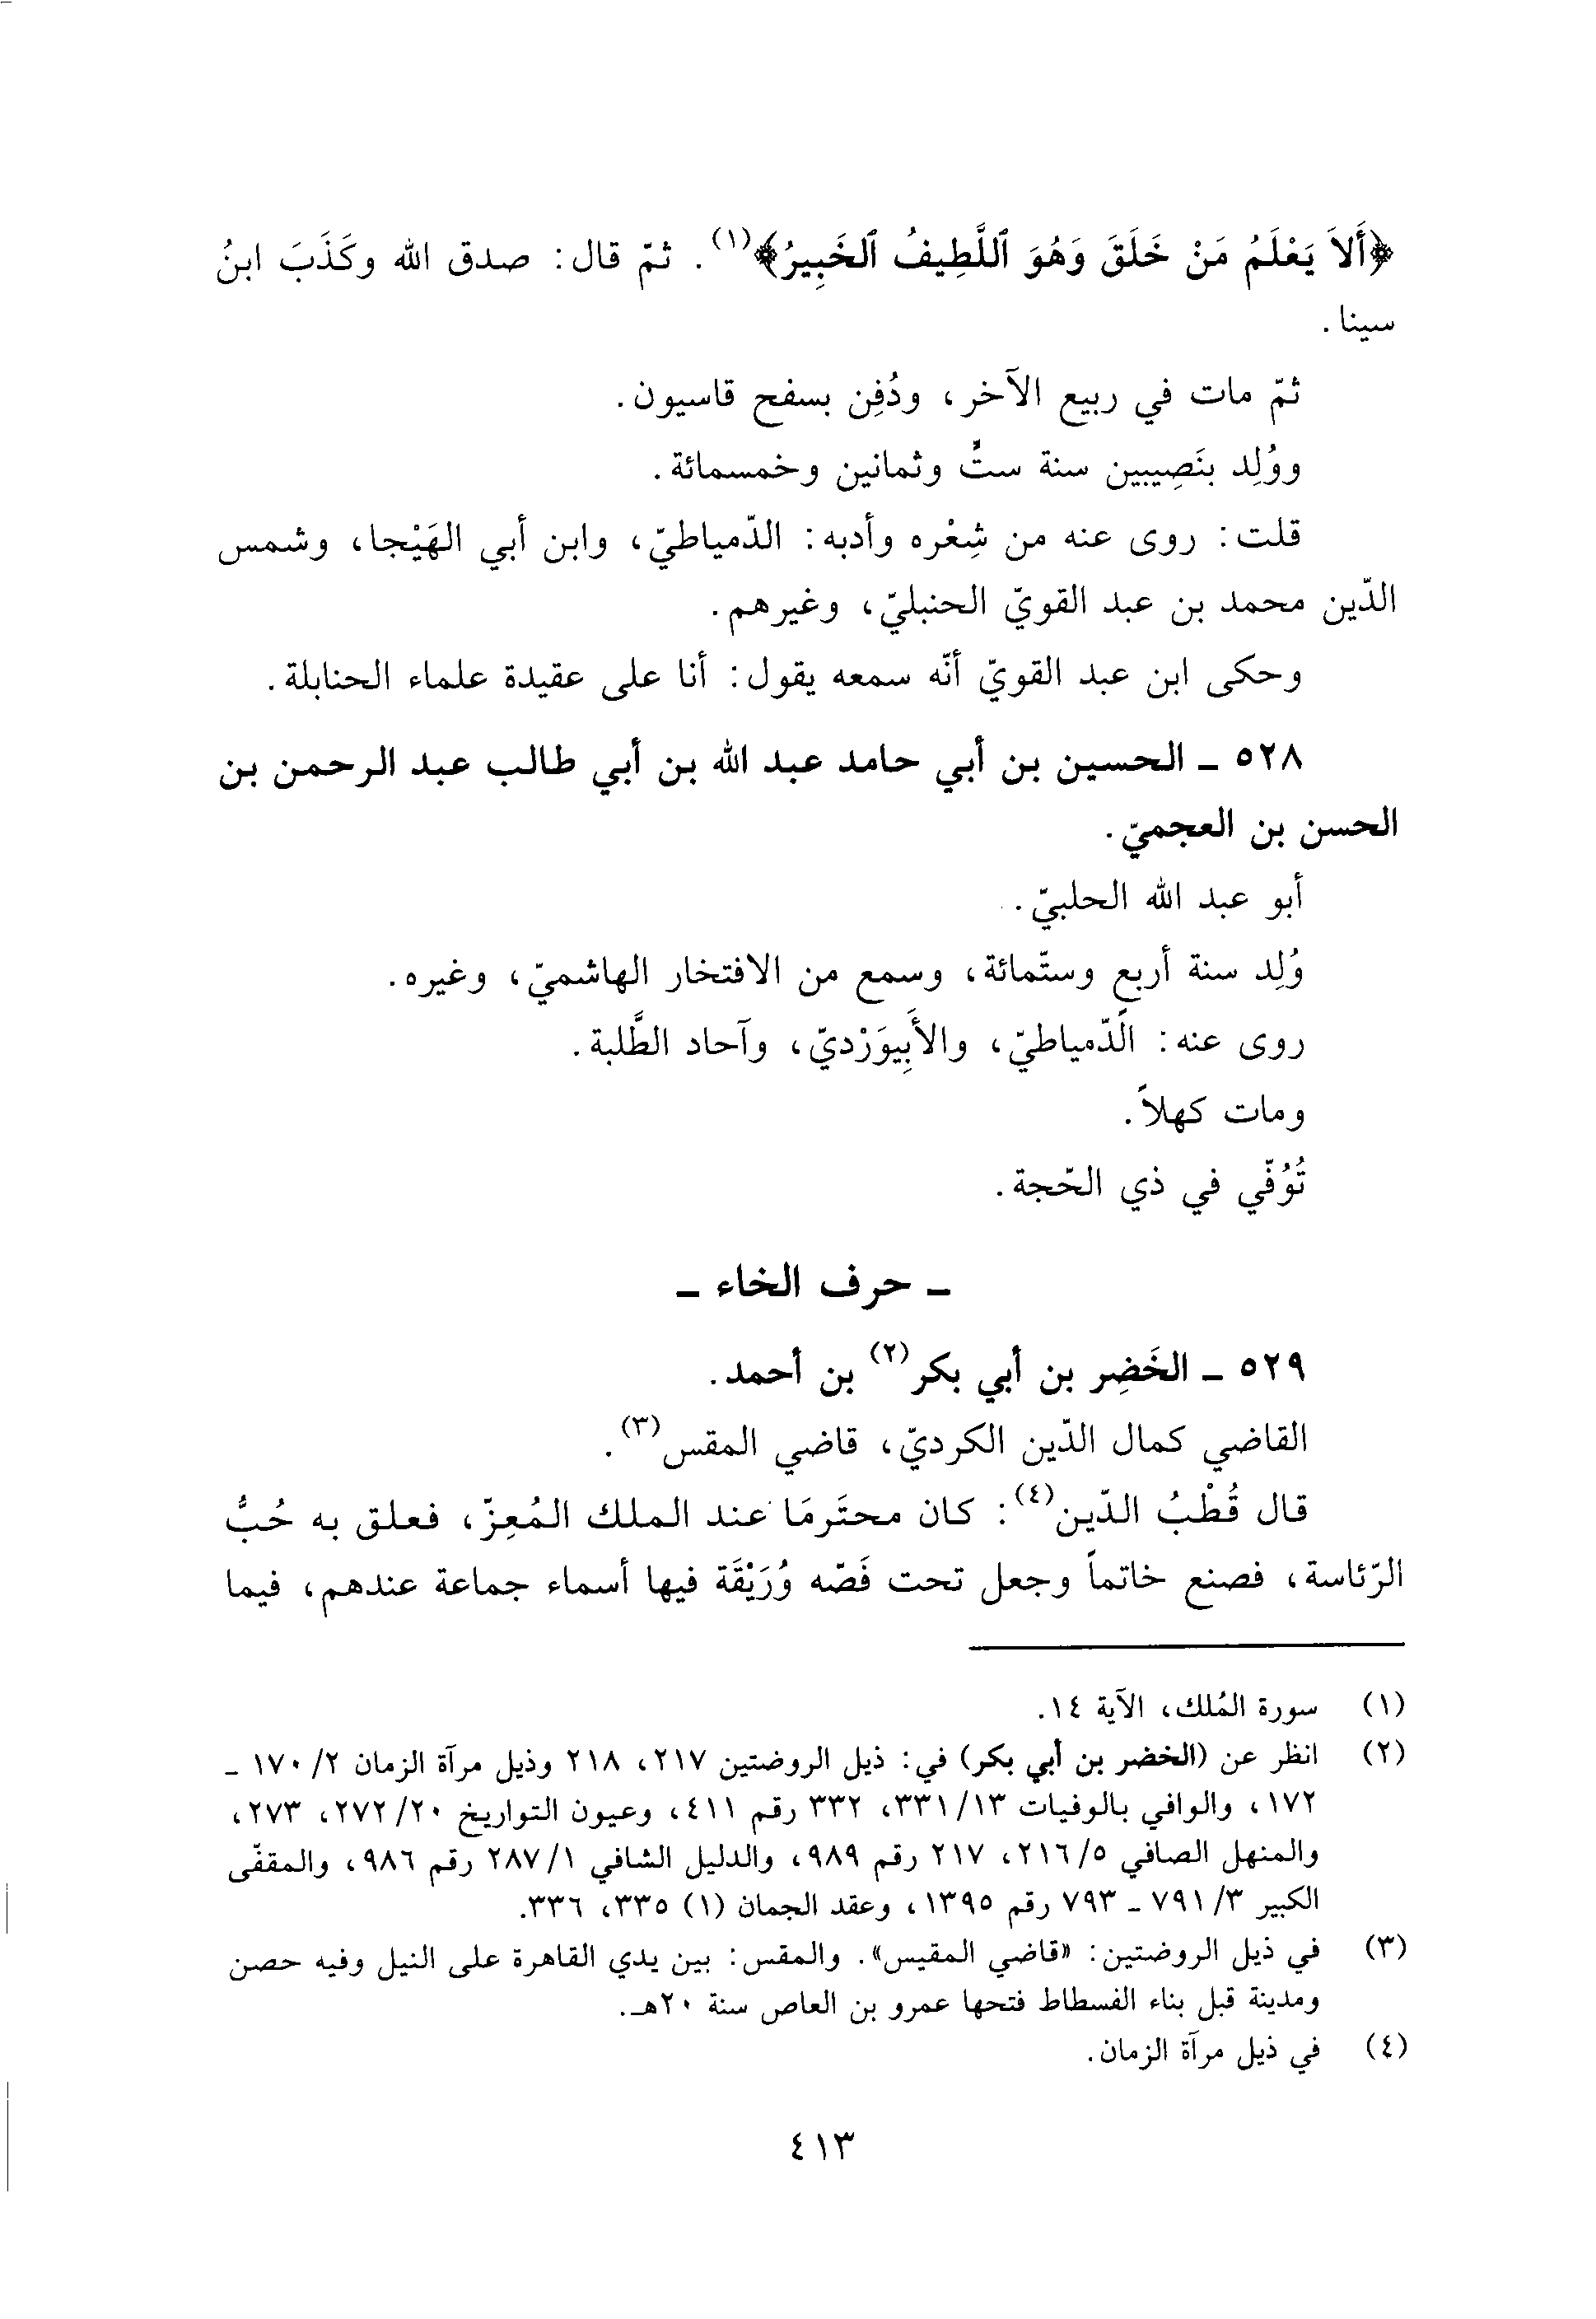 ﴿أَلاَ يَعْلَمُ مَنْ خَلَقَ وَهُوَ ٱللَّطِيفُ ٱلخَبِيرُ﴾(١). ثمّ قال: صدق الله وكَذَبَ ابنُ
سينا.
ثمّ مات في ربيع الآخر، ودُفِن بسفح قاسيون.
ووُلِد بنَصِيبين سنة ستٍّ وثمانين وخمسمائة.
قلت: روى عنه من شِعْره وأدبه: الدّمياطيّ، وابن أبي الهَيْجا، وشمس
الدّين محمد بن عبد القويّ الحنبليّ، وغيرهم.
وحكى ابن عبد القويّ أنّه سمعه يقول: أنا على عقيدة علماء الحنابلة.
٥٢٨ - الحسين بن أبي حامد عبد الله بن أبي طالب عبد الرحمن بن
الحسن بن العجميّ.
أبو عبد الله الحلبيّ.
وُلِد سنة أربعٍ وستّمائة، وسمع من الافتخار الهاشميّ، وغيره.
روى عنه: الدّمياطيّ، والأَبِيوَرْديّ، وآحاد الطَّلَبة.
ومات كهلاً.
تُوُفّي في ذي الحّجة.
- حرف الخاء -
٥٢٩ - الخَضِر بن أبي بكر(٢) بن أحمد.
القاضي كمال الدّين الكرديّ، قاضي المقس(٣).
قال قُطْبُ الدّين(٤): كان محتَرمَا عند الملك المُعِزّ، فعلق به حُبُّ
الرّئاسة، فصنع خاتماً وجعل تحت فَصّه وُرَيْقَة فيها أسماء جماعة عندهم، فيما
(١) سورة المُلك، الآية ١٤.
(٢) انظر عن (الخضر بن أبي بكر) في: ذيل الروضتين ٢١٧، ٢١٨ وذيل مرآة الزمان ٢/ ١٧٠ -
١٧٢، والوافي بالوفيات ١٣/ ٣٣١، ٣٣٢ رقم ٤١١، وعيون التواريخ ٢٠/ ٢٧٢، ٢٧٣،
والمنهل الصافي ٥/ ٢١٦، ٢١٧ رقم ٩٨٩، والدليل الشافي ١/ ٢٨٧ رقم ٩٨٦، والمقفّى
الكبير ٣/ ٧٩١ - ٧٩٣ رقم ١٣٩٥، وعقد الجمان (١) ٣٣٥، ٣٣٦.
(٣) في ذيل الروضتين: «قاضي المقيس». والمقس: بين يدي القاهرة على النيل وفيه حصن
ومدينة قبل بناء الفسطاط فتحها عمرو بن العاص سنة ٢٠هـ.
(٤) في ذيل مرآة الزمان.
٤١٣